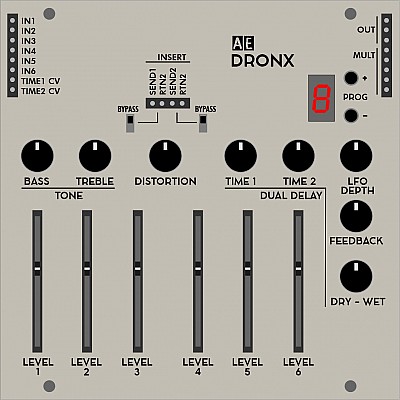 IN1
IN2
IN3
IN4
IN5
IN6
TIME1 CV
TIME2 CV
INSERT
SEND1
RTN2
SEND2
RTN2
BYPASS
BYPASS
AE
DRONX
8
OUT
MULT
+
PROG
-
BASS
TREBLE
TONE
DISTORTION
TIME 1
TIME 2
DUAL DELAY
LFO
DEPTH
FEEDBACK
DRY - WET
LEVEL
1
LEVEL
2
LEVEL
3
LEVEL
4
LEVEL
5
LEVEL
6